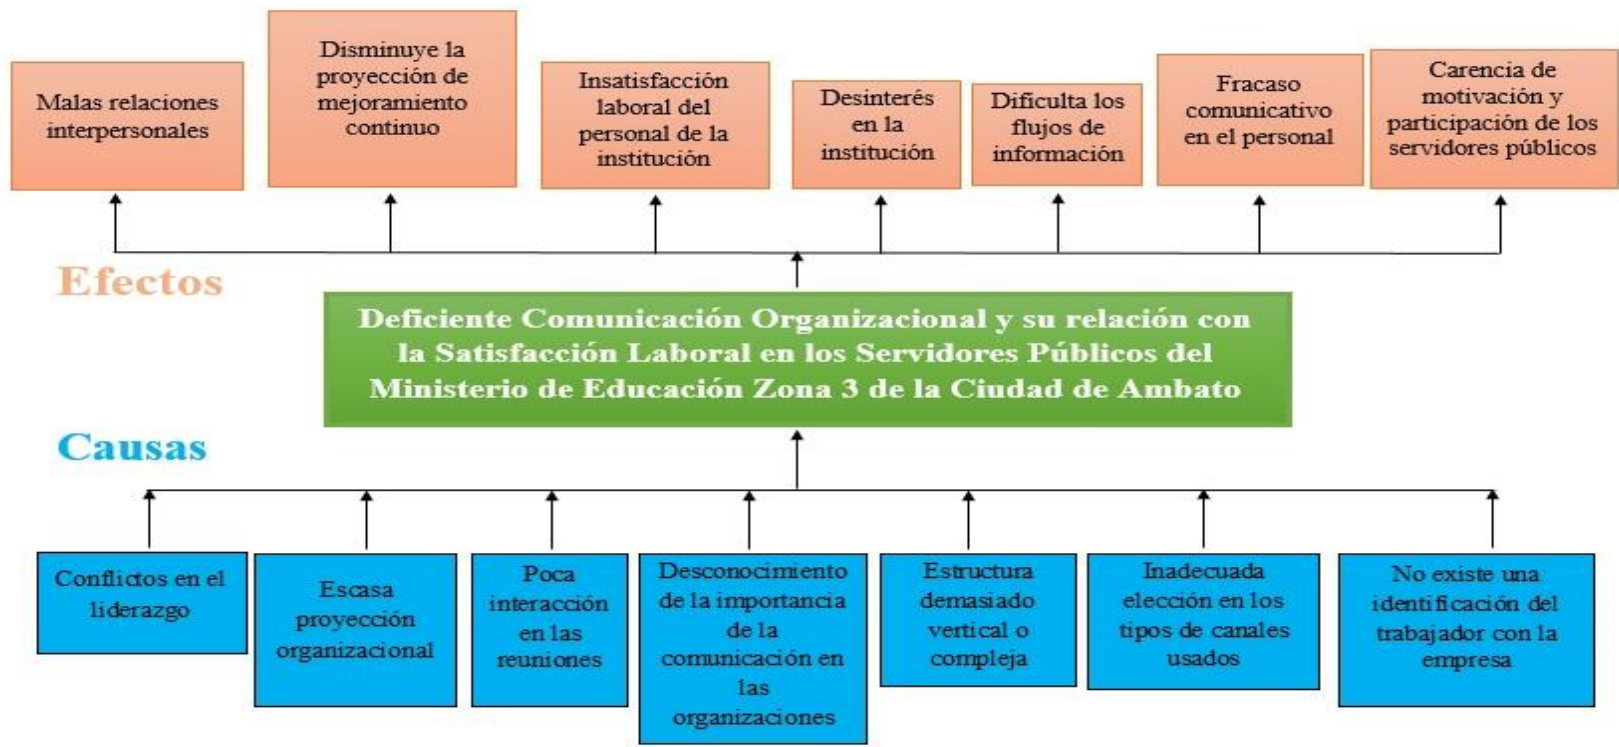 Malas relaciones
interpersonales
Disminuye la
proyección de
mejoramiento
continuo
Insatisfacción
laboral del
personal de la
institución
Desinterés
en la
institución
Dificulta los
flujos de
información
Fracaso
comunicativo
en el personal
Carencia de
motivación y
participación de los
servidores públicos
Efectos
Deficiente Comunicación Organizacional y su relación con
la Satisfacción Laboral en los Servidores Públicos del
Ministerio de Educación Zona 3 de la Ciudad de Ambato
Causas
Conflictos en el
liderazgo
Escasa
proyección
organizacional
Poca
interacción
en las
reuniones
Desconocimiento
de la importancia
de la
comunicación en
las
organizaciones
Estructura
demasiado
vertical o
compleja
Inadecuada
elección en los
tipos de canales
usados
No existe una
identificación del
trabajador con la
empresa